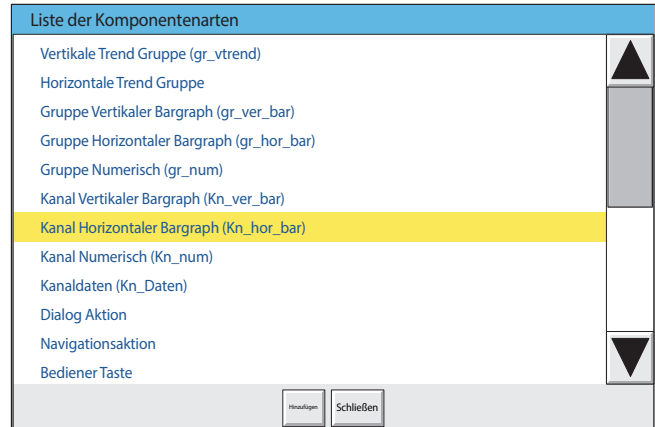 Liste der Komponentenarten
Vertikale Trend Gruppe (gr_vtrend)
Horizontale Trend Gruppe
Gruppe Vertikaler Bargraph (gr_ver_bar)
Gruppe Horizontaler Bargraph (gr_hor_bar)
Gruppe Numerisch (gr_num)
Kanal Vertikaler Bargraph (Kn_ver_bar)
Kanal Horizontaler Bargraph (Kn_hor_bar)
Kanal Numerisch (Kn_num)
Kanaldaten (Kn_Daten)
Dialog Aktion
Navigationsaktion
Bediener Taste
Hinzufügen Schließen